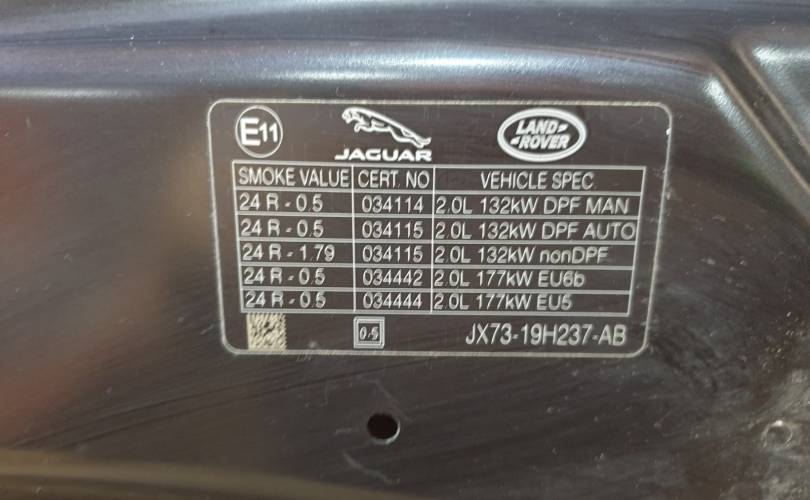 E11 JAGUAR LAND-ROVER
SMOKE VALUE CERT. NO VEHICLE SPEC.
24 R - 0.5 034114 2.0L 132kW DPF MAN
24 R - 0.5 034115 2.0L 132kW DPF AUTO
24 R - 1.79 034115 2.0L 132kW nonDPF
24 R - 0.5 034442 2.0L 177kW EU6b
24 R - 0.5 034444 2.0L 177kW EU5
0.5 JX73-19H237-AB